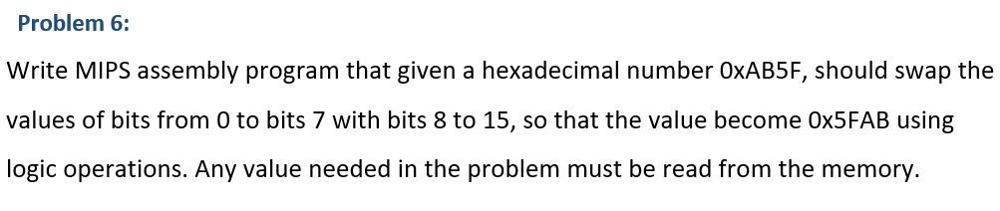 Problem 6:
Write MIPS assembly program that given a hexadecimal number 0xAB5F, should swap the
values of bits from 0 to bits 7 with bits 8 to 15, so that the value become 0x5FAB using
logic operations. Any value needed in the problem must be read from the memory.